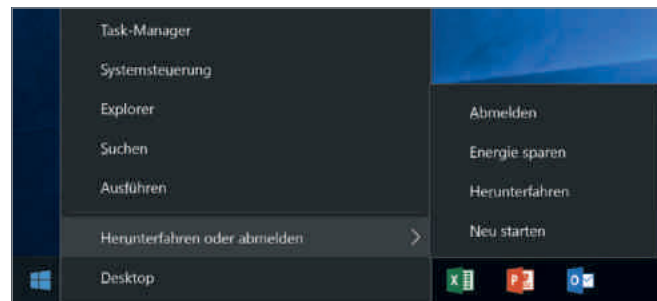 Task-Manager
Systemsteuerung
Explorer
Suchen
Ausführen
Herunterfahren oder abmelden
Desktop
Abmelden
Energie sparen
Herunterfahren
Neu starten